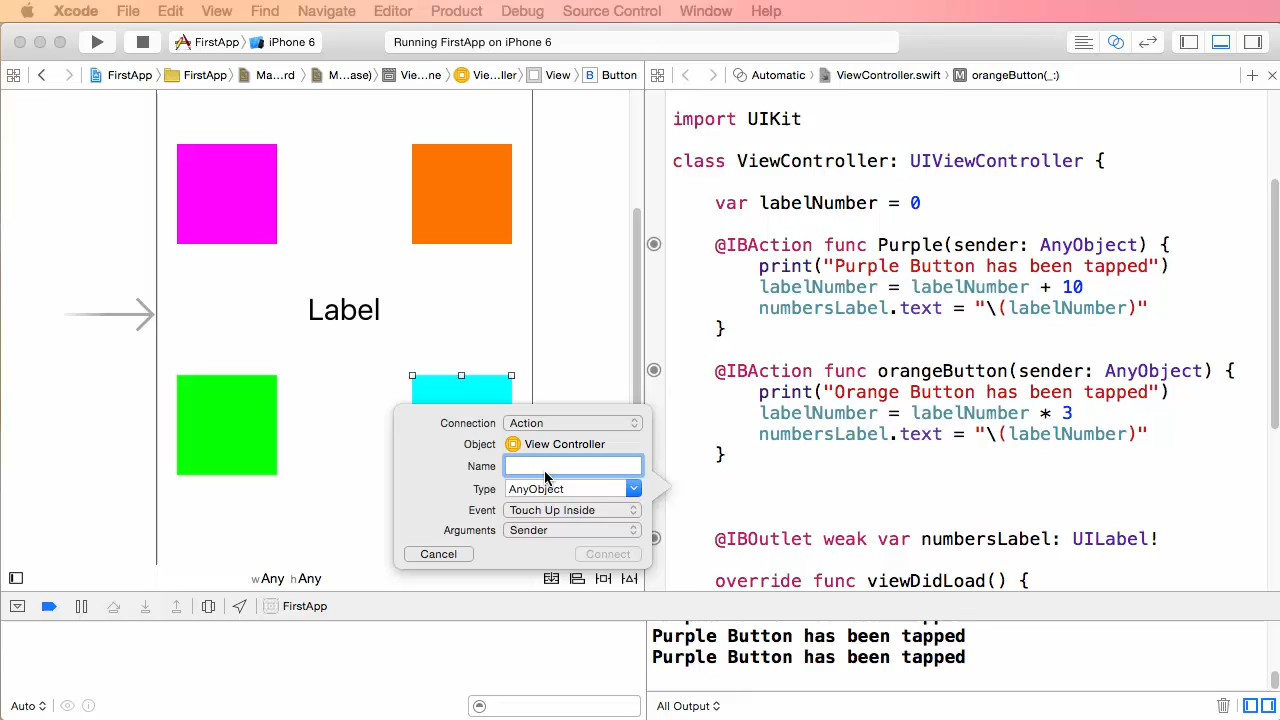 Xcode File Edit View Find Navigate Editor Product Debug Source Control Window Help
FirstApp iPhone 6 Running FirstApp on iPhone 6
FirstApp FirstApp Ma...rd M...ase) Vie...ne Vie...ller View B Button Automatic ViewController.swift M orangeButton(_:)
import UIKit
class ViewController: UIViewController {
var labelNumber = 0
@IBAction func Purple(sender: AnyObject) {
print("Purple Button has been tapped")
labelNumber = labelNumber + 10
numbersLabel.text = "\(labelNumber)"
}
Label
@IBAction func orangeButton(sender: AnyObject) {
print("Orange Button has been tapped")
labelNumber = labelNumber * 3
numbersLabel.text = "\(labelNumber)"
}
Connection Action
Object View Controller
Name
Type AnyObject
Event Touch Up Inside
Arguments Sender
Cancel Connect
@IBOutlet weak var numbersLabel: UILabel!
override func viewDidLoad() {
wAny hAny
FirstApp
Purple Button has been tapped
Purple Button has been tapped
Auto All Output